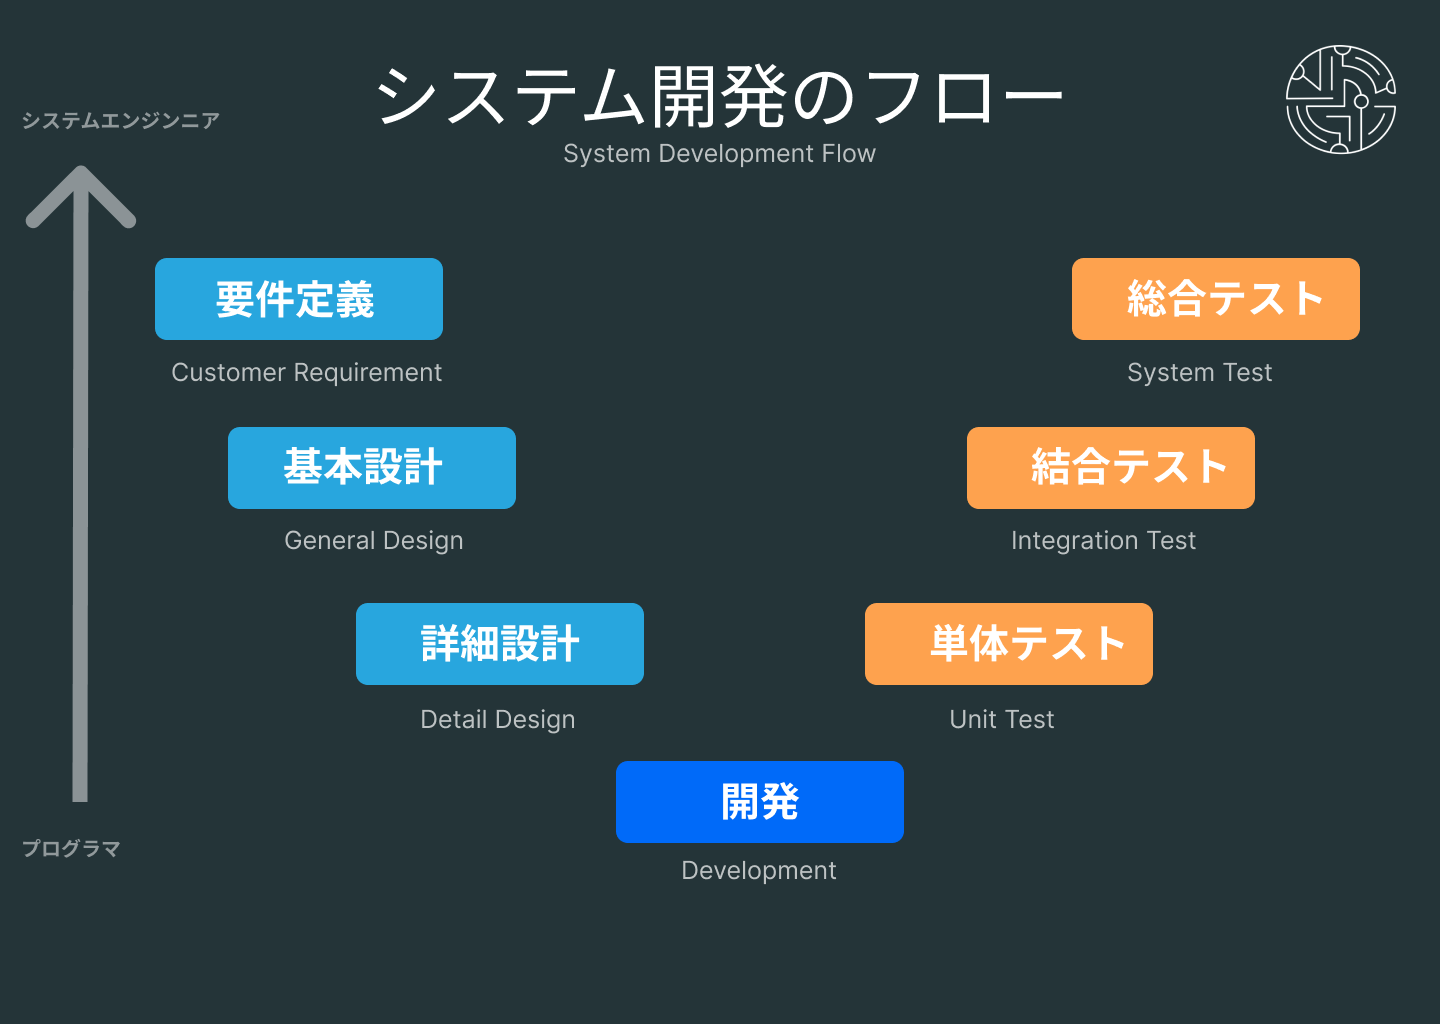 システムエンジンニア
システム開発のフロー
System Development Flow
要件定義
Customer Requirement
総合テスト
System Test
基本設計
General Design
結合テスト
Integration Test
詳細設計
Detail Design
単体テスト
Unit Test
開発
Development
プログラマ